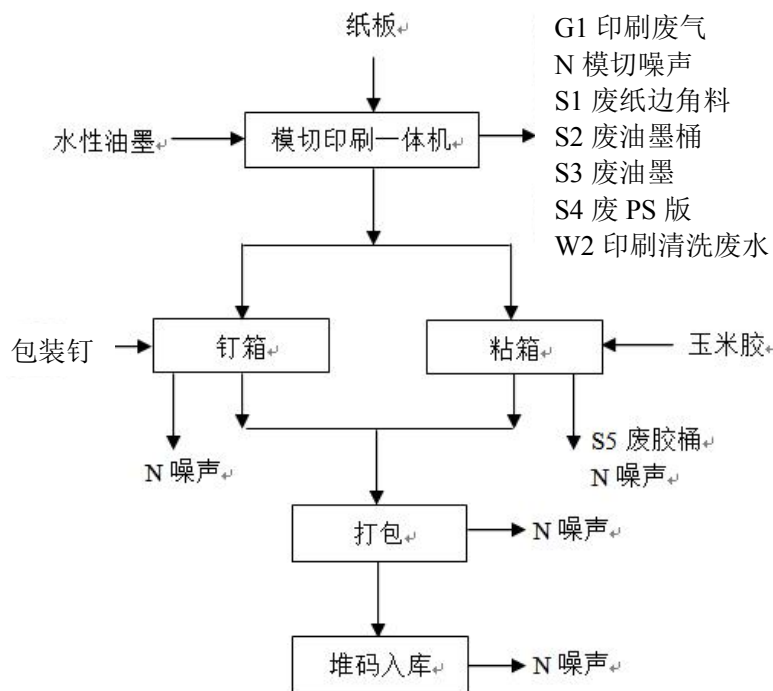 纸板
G1 印刷废气
N 模切噪声
S1 废纸边角料
水性油墨
模切印刷一体机
S2 废油墨桶
S3 废油墨
S4 废 PS 版
W2 印刷清洗废水
包装钉
钉箱
粘箱
玉米胶
N 噪声
S5 废胶桶
N 噪声
打包
N 噪声
堆码入库
N 噪声